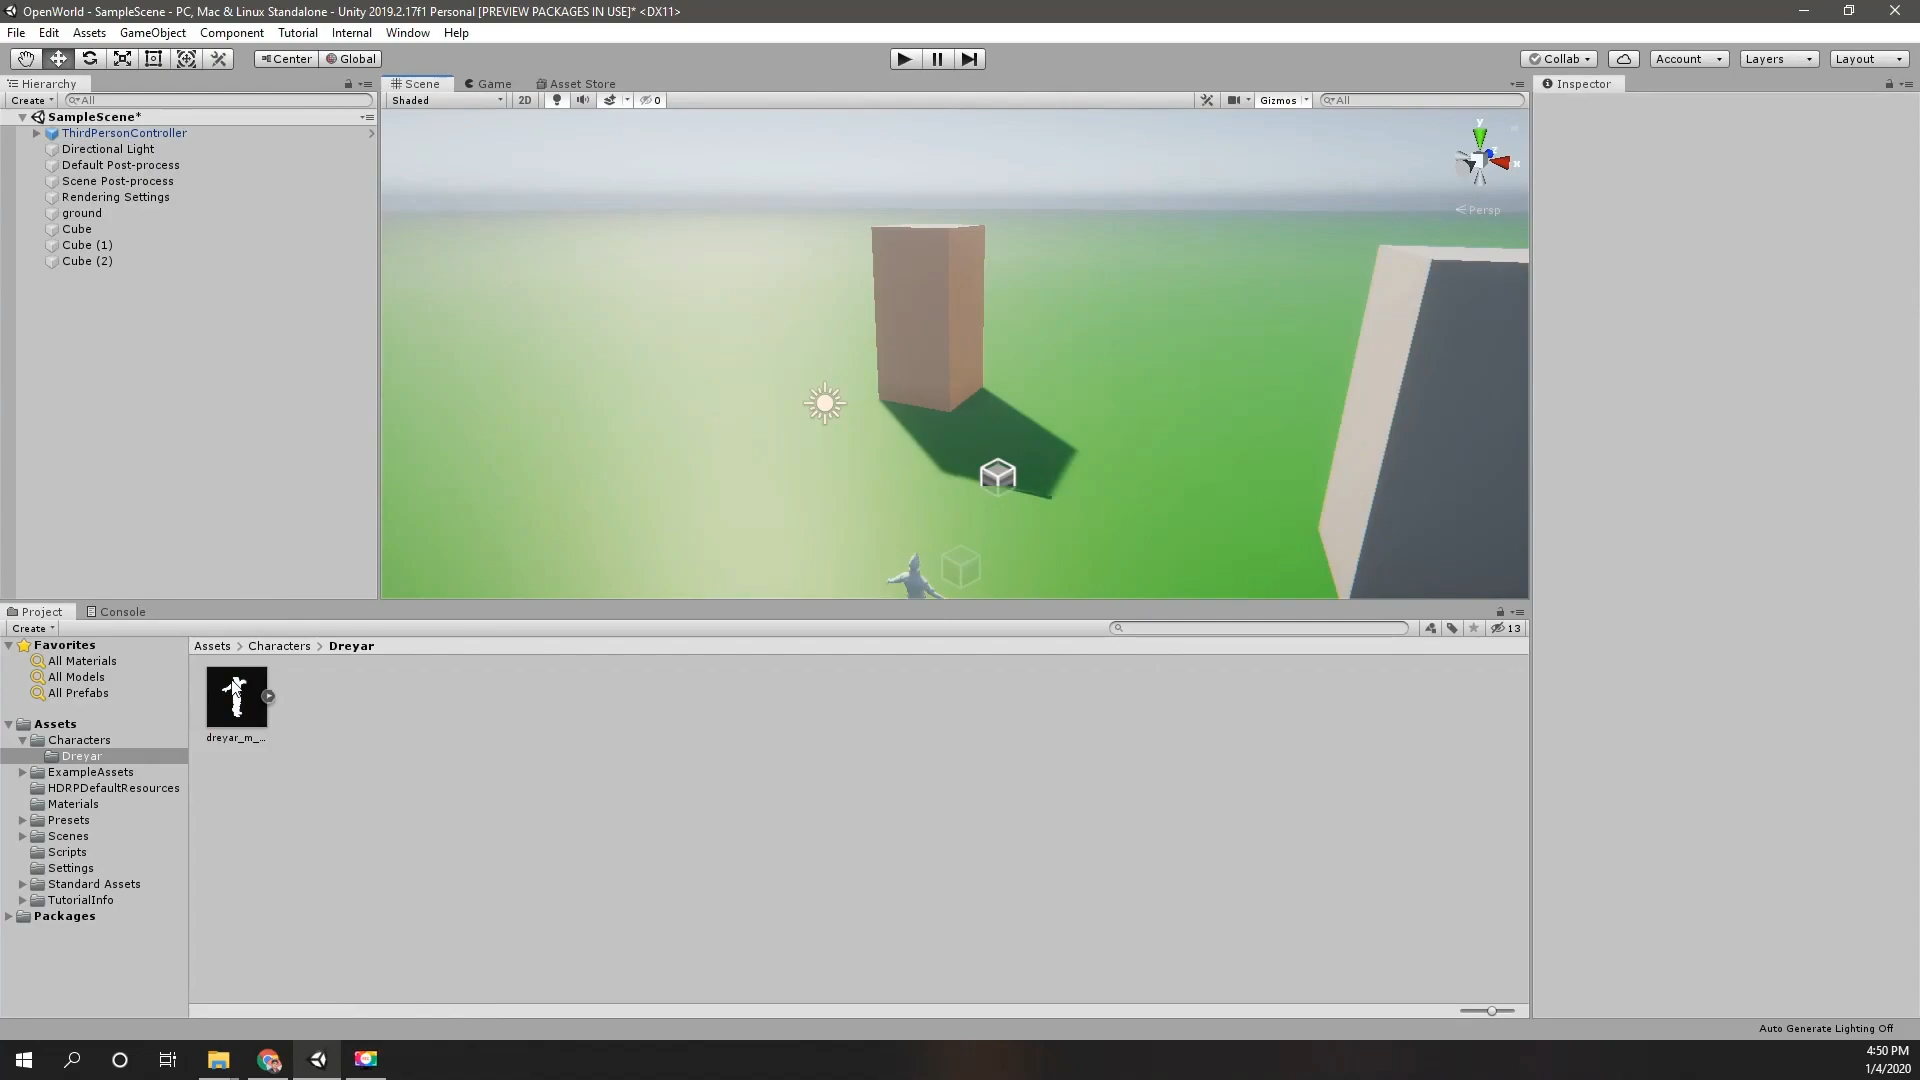 OpenWorld - SampleScene - PC, Mac & Linux Standalone - Unity 2019.2.17f1 Personal [PREVIEW PACKAGES IN USE]* <DX11>
File Edit Assets GameObject Tutorial Component Internal Window Help
Center Global Collab Account Layers Layout
Hierarchy Scene Game Asset Store Inspector
Create All Shaded 2D 0 Gizmos All
SampleScene*
ThirdPersonController
Directional Light
Default Post-process
Scene Post-process
Rendering Settings
ground
Cube
Cube (1)
Cube (2)
y
z
x
Persp
Project Console
Create 13
Favorites
All Materials
All Models
All Prefabs
Assets
Characters
Dreyar
ExampleAssets
HDRPDefaultResources
Materials
Presets
Scenes
Scripts
Settings
Standard Assets
TutorialInfo
Packages
Assets > Characters > Dreyar
dreyar_m_...
Auto Generate Lighting Off
4:50 PM
1/4/2020